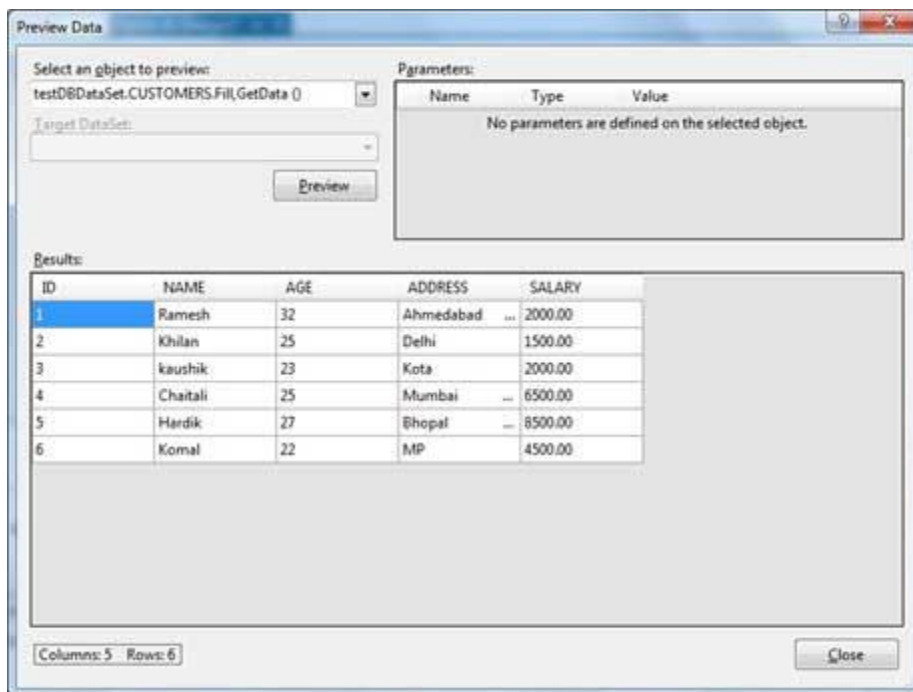 Preview Data
Select an object to preview:
testDBDataSet.CUSTOMERS.Fill,GetData ()
Target DataSet:
Preview
Parameters:
Name Type Value
No parameters are defined on the selected object.
Results:
ID NAME AGE ADDRESS SALARY
1 Ramesh 32 Ahmedabad ... 2000.00
2 Khilan 25 Delhi 1500.00
3 kaushik 23 Kota 2000.00
4 Chaitali 25 Mumbai ... 6500.00
5 Hardik 27 Bhopal ... 8500.00
6 Komal 22 MP 4500.00
Columns: 5 Rows: 6
Close